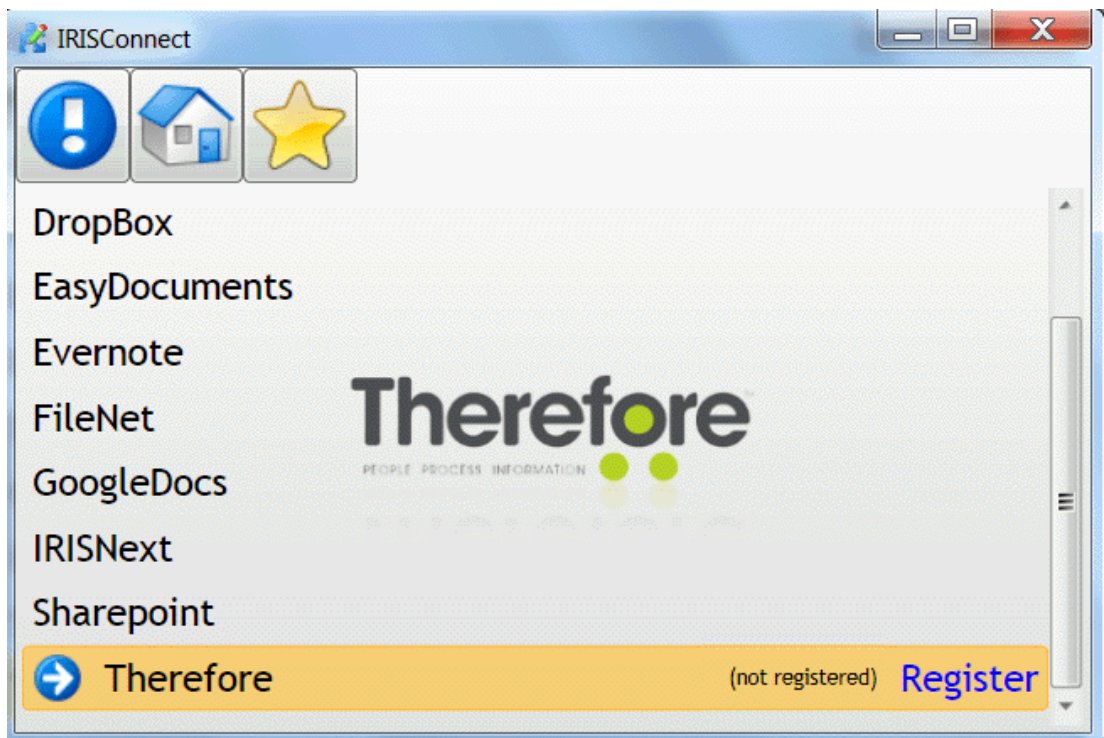 IRISConnect
DropBox
EasyDocuments
Evernote
FileNet
GoogleDocs
IRISNext
Sharepoint
Therefore (not registered) Register
Therefore
PEOPLE PROCESS INFORMATION